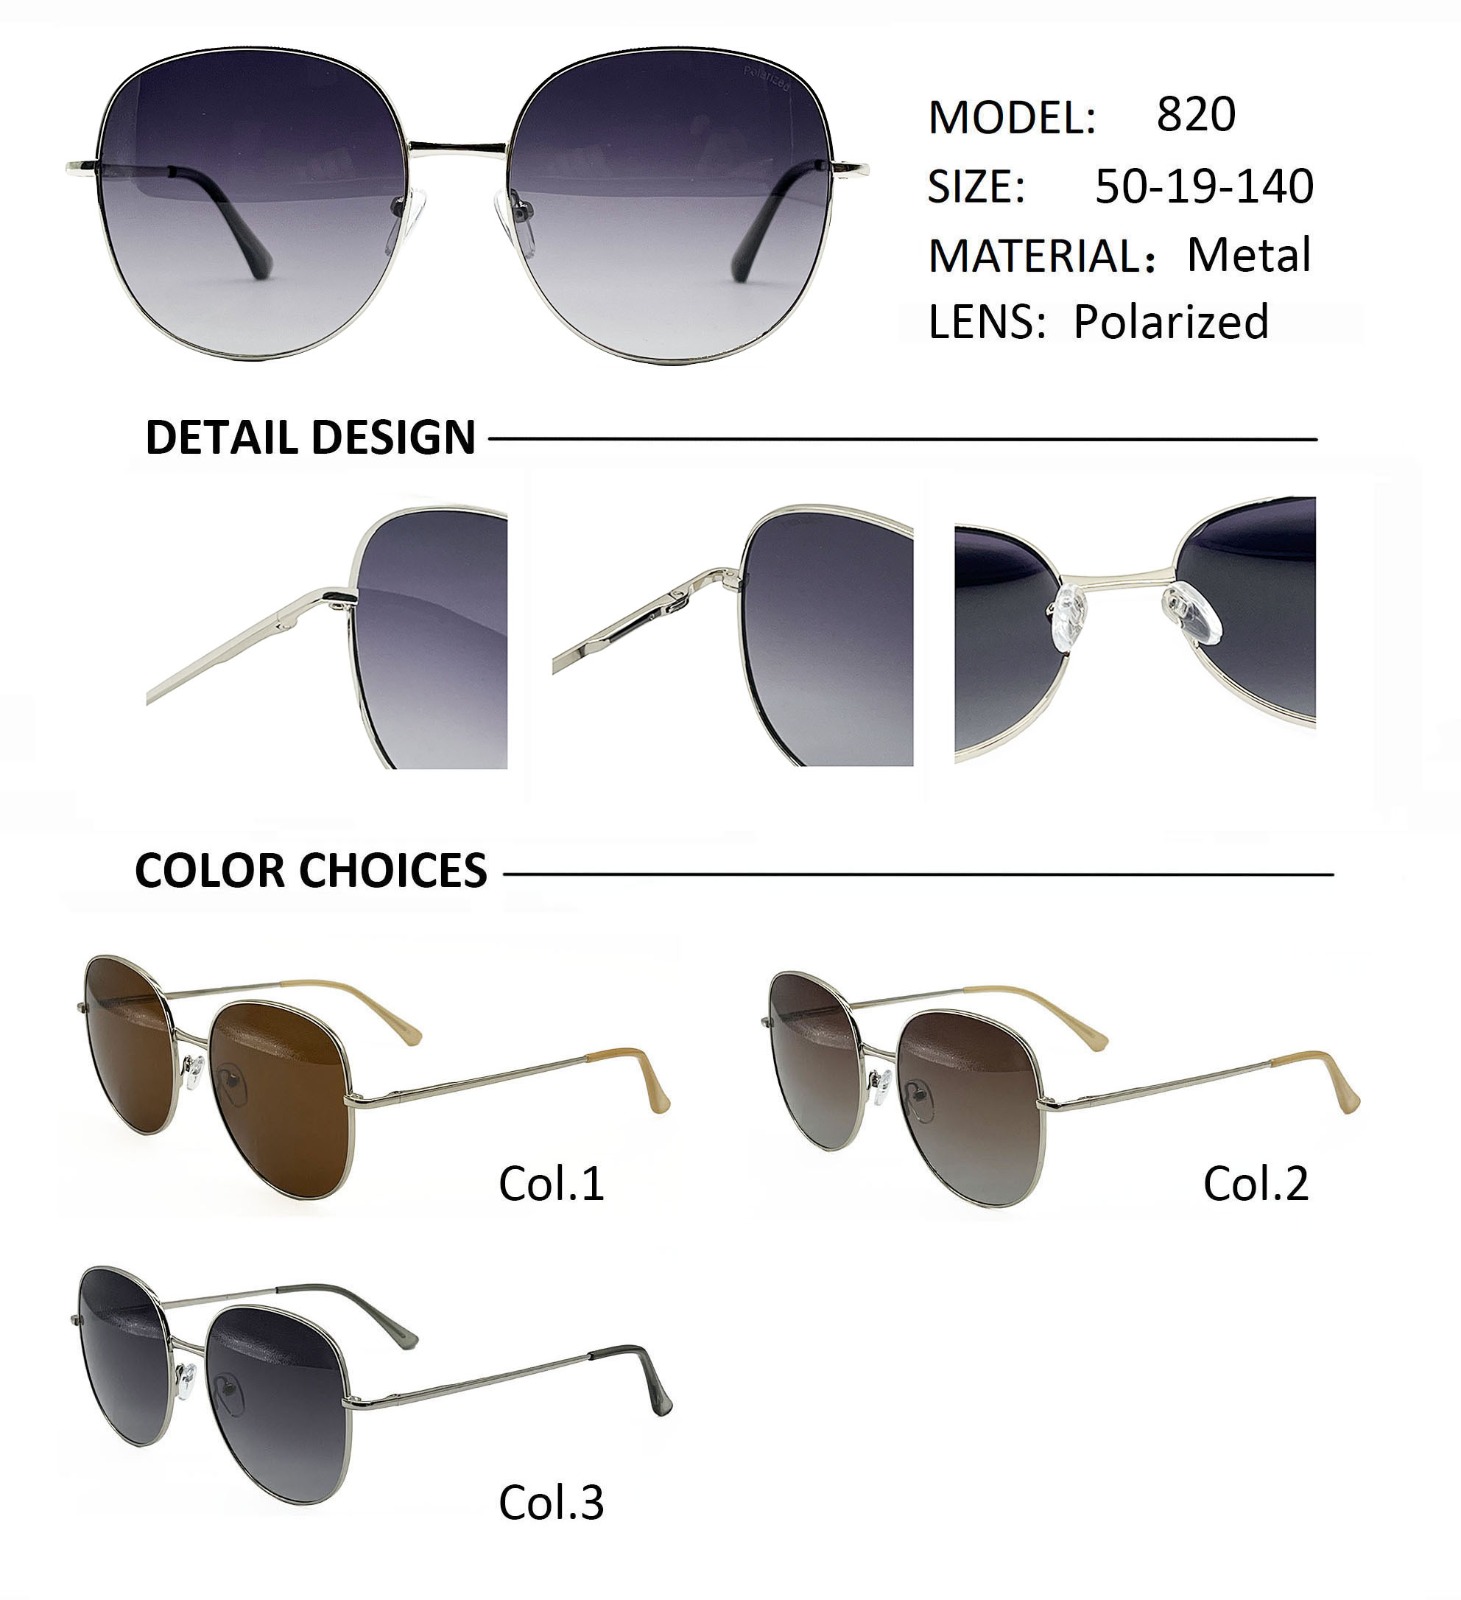 Polarized
MODEL: 820
SIZE: 50-19-140
MATERIAL：Metal
LENS: Polarized
DETAIL DESIGN
COLOR CHOICES
Col.1
Col.2
Col.3